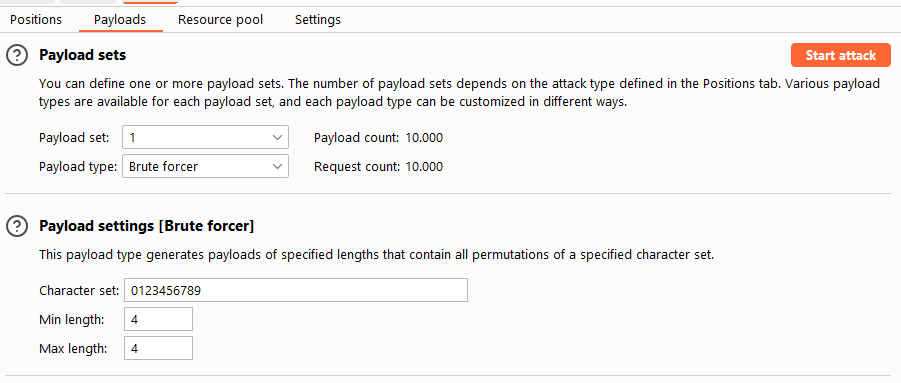 Positions Payloads Resource pool Settings
Payload sets Start attack
You can define one or more payload sets. The number of payload sets depends on the attack type defined in the Positions tab. Various payload
types are available for each payload set, and each payload type can be customized in different ways.
Payload set: 1 Payload count: 10.000
Payload type: Brute forcer Request count: 10.000
Payload settings [Brute forcer]
This payload type generates payloads of specified lengths that contain all permutations of a specified character set.
Character set: 0123456789
Min length: 4
Max length: 4